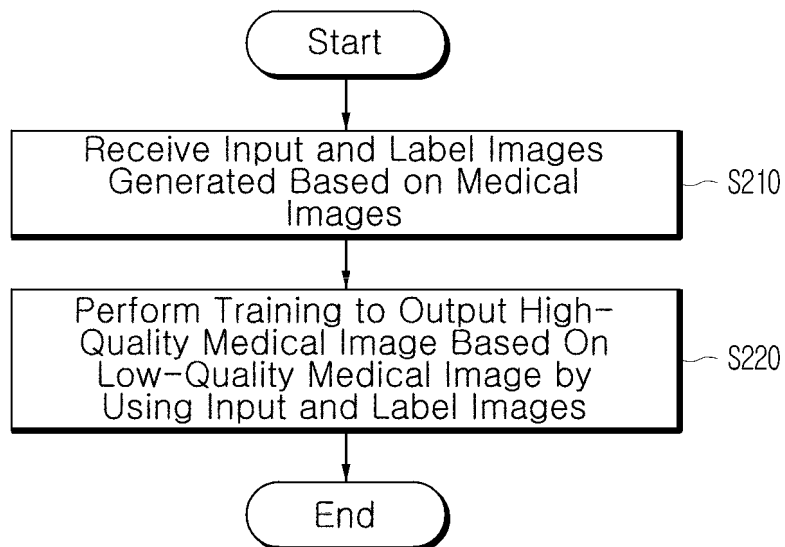 Start
Receive Input and Label Images
Generated Based on Medical
Images
S210
Perform Training to Output High-
Quality Medical Image Based On
Low-Quality Medical Image by
Using Input and Label Images
S220
End